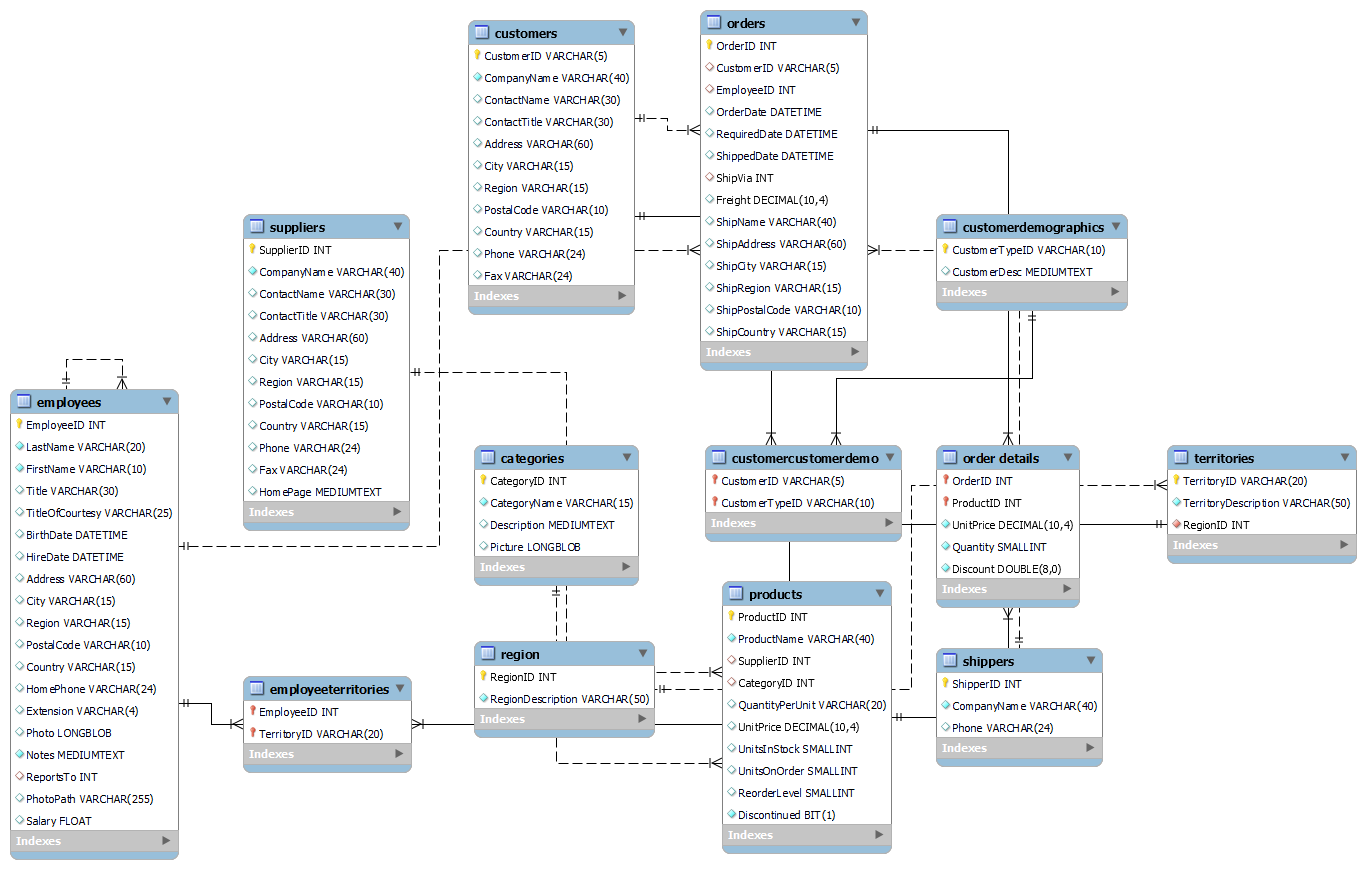 customers
CustomerID VARCHAR(5)
CompanyName VARCHAR(40)
ContactName VARCHAR(30)
ContactTitle VARCHAR(30)
Address VARCHAR(60)
City VARCHAR(15)
Region VARCHAR(15)
PostalCode VARCHAR(10)
Country VARCHAR(15)
Phone VARCHAR(24)
Fax VARCHAR(24)
Indexes
orders
OrderID INT
CustomerID VARCHAR(5)
EmployeeID INT
OrderDate DATETIME
RequiredDate DATETIME
ShippedDate DATETIME
ShipVia INT
Freight DECIMAL(10,4)
ShipName VARCHAR(40)
ShipAddress VARCHAR(60)
ShipCity VARCHAR(15)
ShipRegion VARCHAR(15)
ShipPostalCode VARCHAR(10)
ShipCountry VARCHAR(15)
Indexes
suppliers
SupplierID INT
CompanyName VARCHAR(40)
ContactName VARCHAR(30)
ContactTitle VARCHAR(30)
Address VARCHAR(60)
City VARCHAR(15)
Region VARCHAR(15)
PostalCode VARCHAR(10)
Country VARCHAR(15)
Phone VARCHAR(24)
Fax VARCHAR(24)
HomePage MEDIUMTEXT
Indexes
customerdemographics
CustomerTypeID VARCHAR(10)
CustomerDesc MEDIUMTEXT
Indexes
employees
EmployeeID INT
LastName VARCHAR(20)
FirstName VARCHAR(10)
Title VARCHAR(30)
TitleOfCourtesy VARCHAR(25)
BirthDate DATETIME
HireDate DATETIME
Address VARCHAR(60)
City VARCHAR(15)
Region VARCHAR(15)
PostalCode VARCHAR(10)
Country VARCHAR(15)
HomePhone VARCHAR(24)
Extension VARCHAR(4)
Photo LONGBLOB
Notes MEDIUMTEXT
ReportsTo INT
PhotoPath VARCHAR(255)
Salary FLOAT
Indexes
categories
CategoryID INT
CategoryName VARCHAR(15)
Description MEDIUMTEXT
Picture LONGBLOB
Indexes
customercustomerdemo
CustomerID VARCHAR(5)
CustomerTypeID VARCHAR(10)
Indexes
order details
OrderID INT
ProductID INT
UnitPrice DECIMAL(10,4)
Quantity SMALLINT
Discount DOUBLE(8,0)
Indexes
territories
TerritoryID VARCHAR(20)
TerritoryDescription VARCHAR(50)
RegionID INT
Indexes
products
ProductID INT
ProductName VARCHAR(40)
SupplierID INT
CategoryID INT
QuantityPerUnit VARCHAR(20)
UnitPrice DECIMAL(10,4)
UnitsInStock SMALLINT
UnitsOnOrder SMALLINT
ReorderLevel SMALLINT
Discontinued BIT(1)
Indexes
region
RegionID INT
RegionDescription VARCHAR(50)
Indexes
shippers
ShipperID INT
CompanyName VARCHAR(40)
Phone VARCHAR(24)
Indexes
employeeterritories
EmployeeID INT
TerritoryID VARCHAR(20)
Indexes